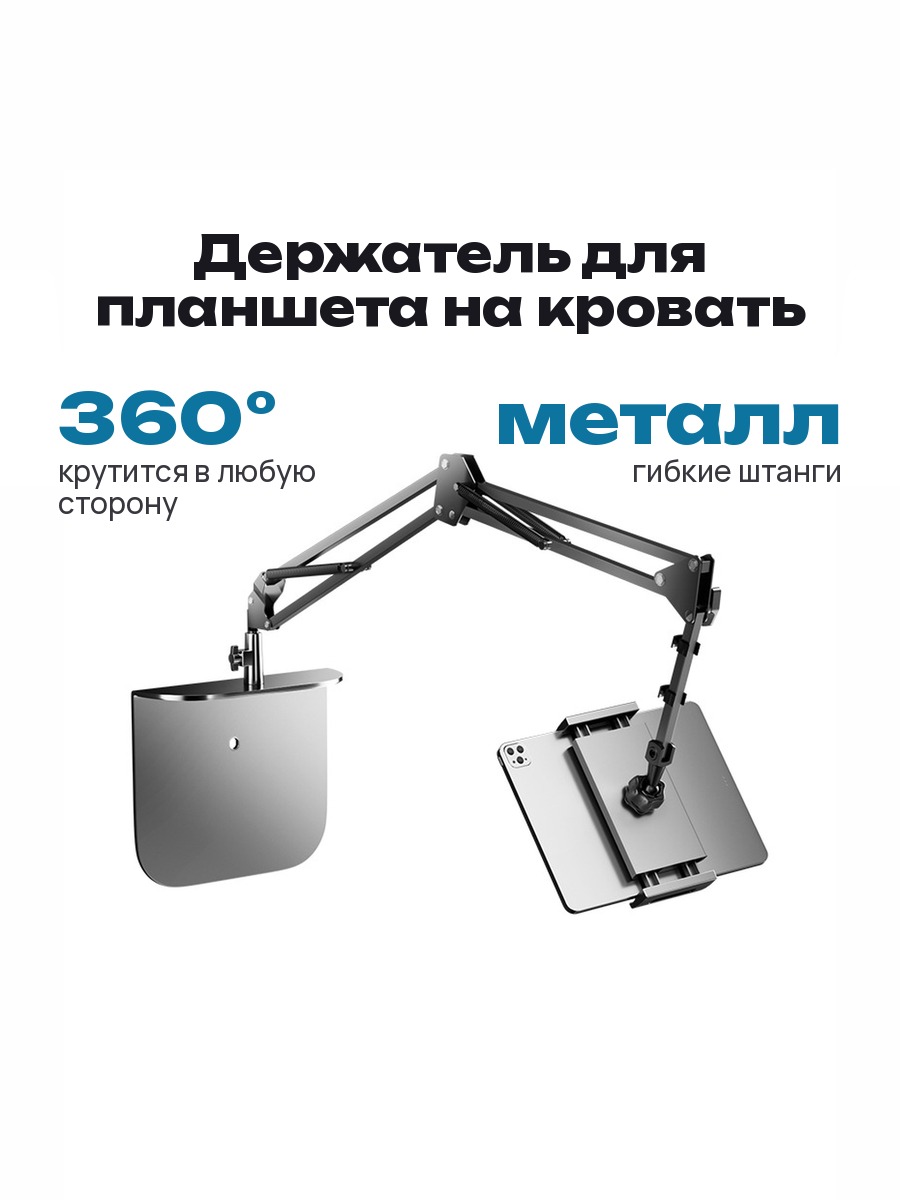 Держатель для
планшета на кровать
360°
крутится в любую
сторону
металл
гибкие штанги